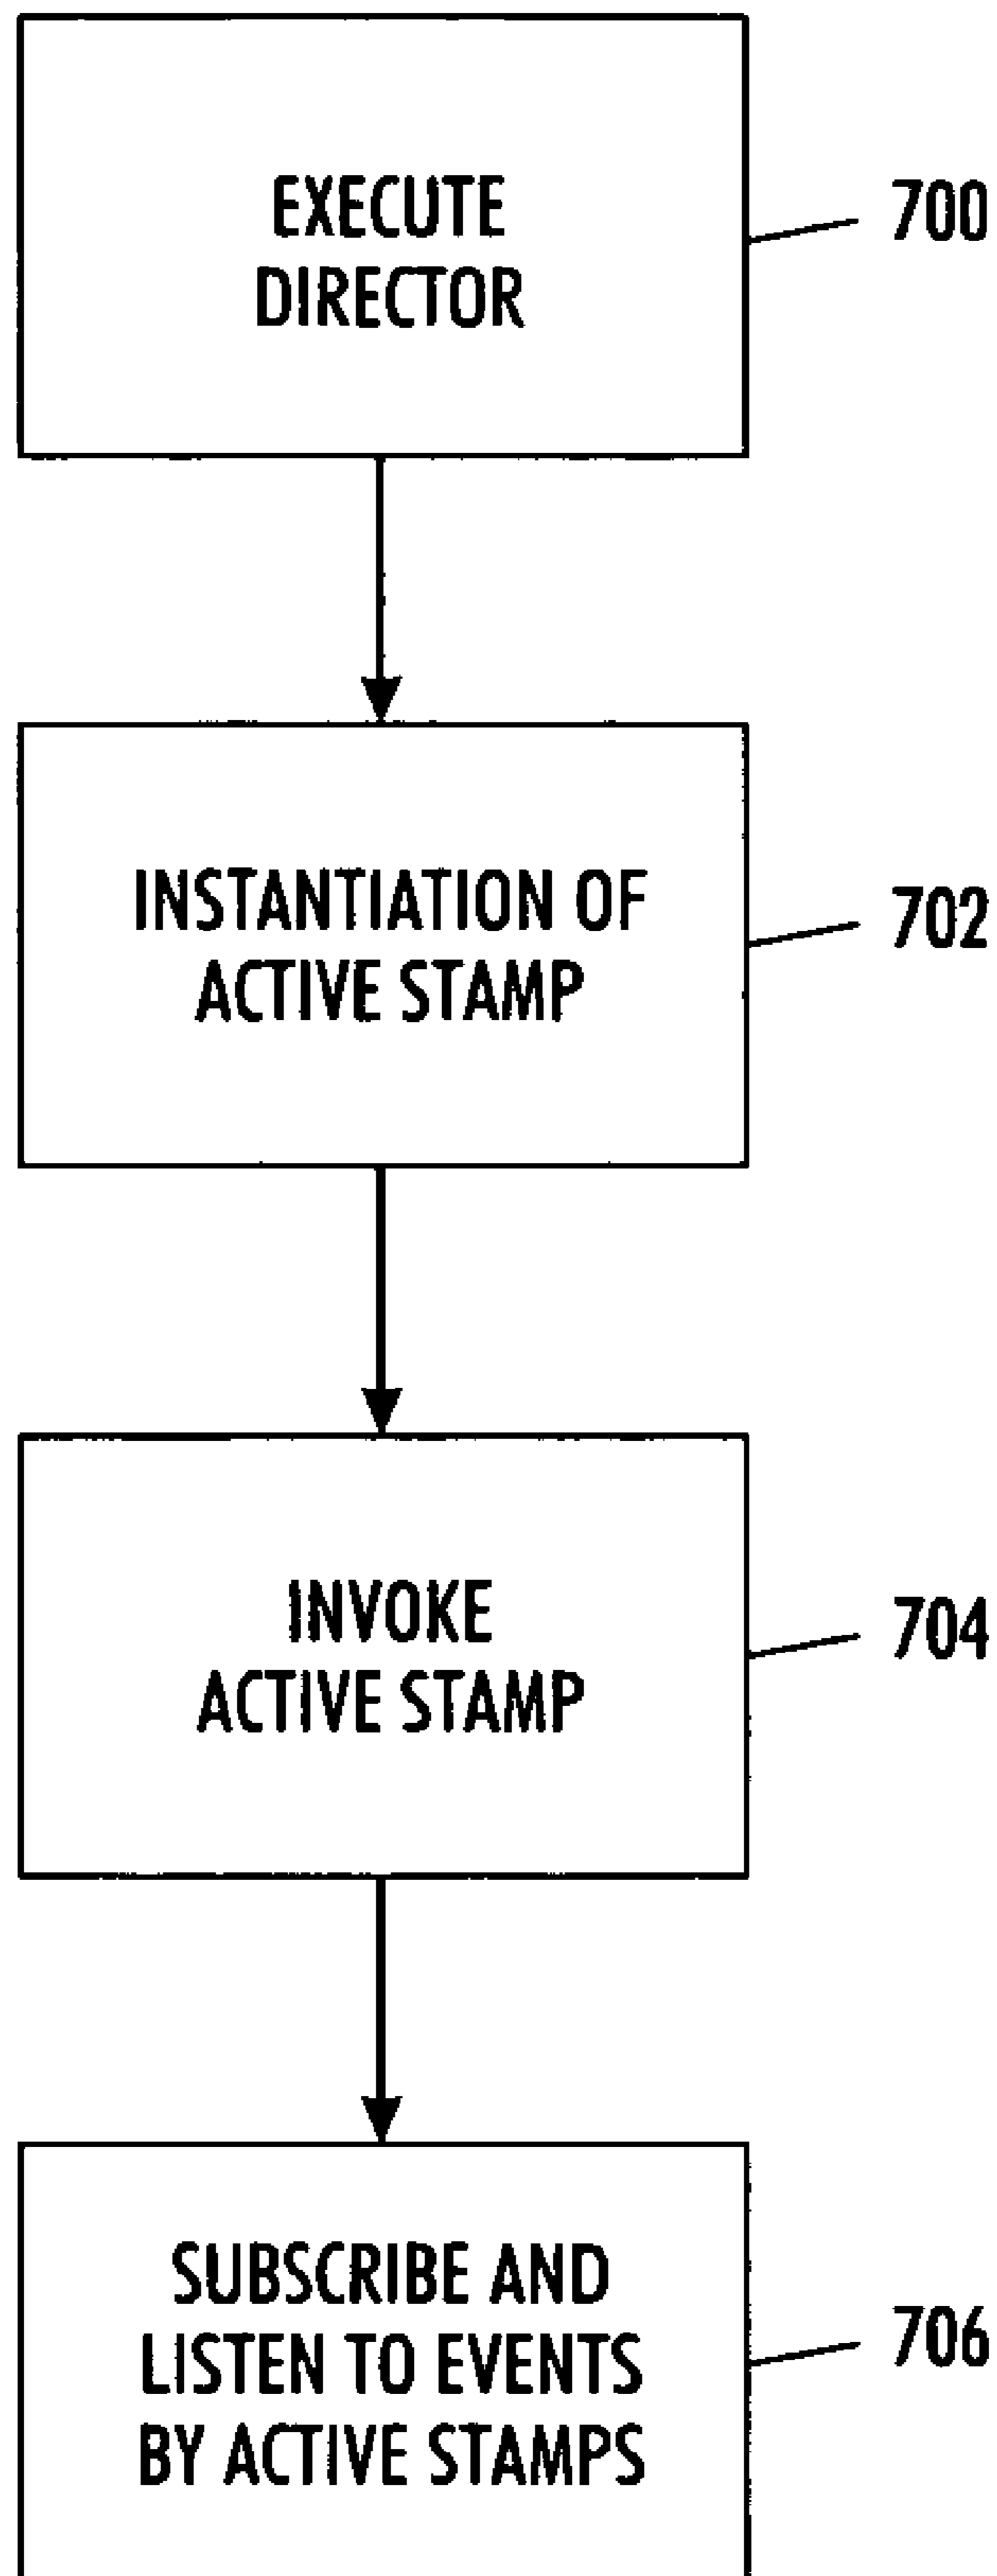 EXECUTE
DIRECTOR
700
INSTANTIATION OF
ACTIVE STAMP
702
INVOKE
ACTIVE STAMP
704
SUBSCRIBE AND
LISTEN TO EVENTS
BY ACTIVE STAMPS
706